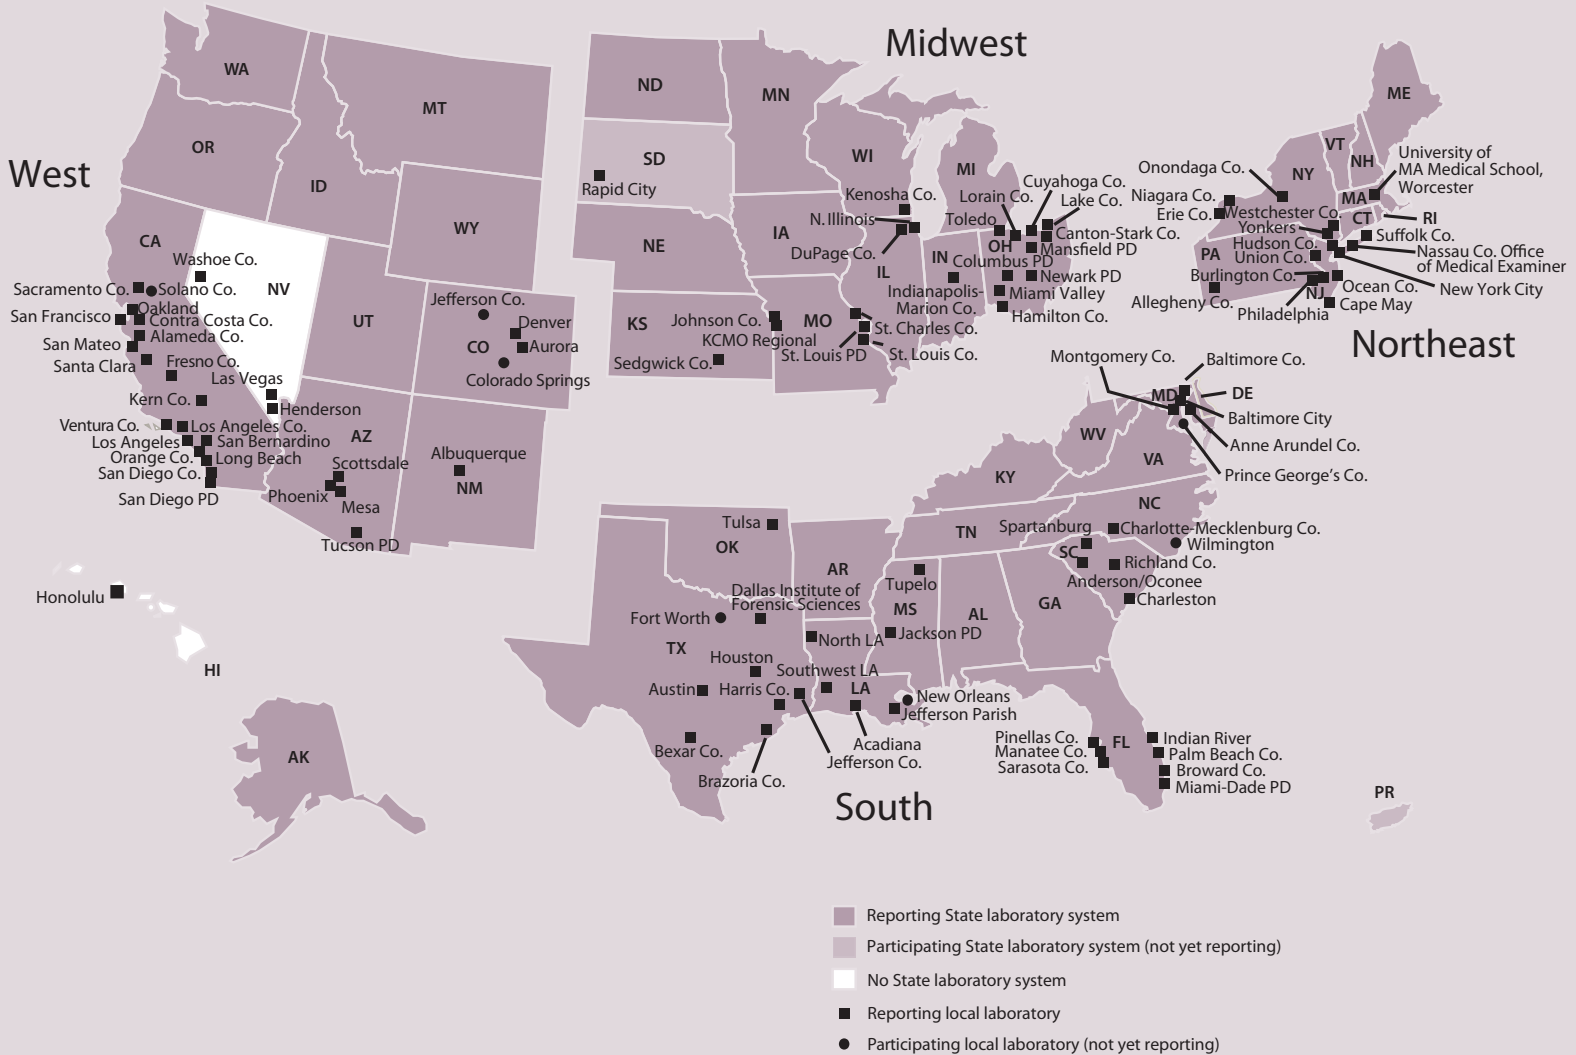 Midwest
West
Northeast
South
WA
MT
OR
ID
WY
CA
Washoe Co.
NV
UT
Sacramento Co.
Solano Co.
Oakland
San Francisco
Contra Costa Co.
Alameda Co.
San Mateo
Santa Clara
Fresno Co.
Las Vegas
Kern Co.
Henderson
Ventura Co.
Los Angeles Co.
Los Angeles
San Bernardino
Orange Co.
Long Beach
San Diego Co.
San Diego PD
AZ
Scottsdale
Phoenix
Mesa
Tucson PD
Jefferson Co.
Denver
CO
Aurora
Colorado Springs
Albuquerque
NM
Honolulu
HI
AK
ND
MN
SD
Rapid City
NE
IA
WI
MI
Kenosha Co.
N. Illinois
DuPage Co.
IL
KS
Johnson Co.
KCMO Regional
Sedgwick Co.
MO
St. Louis PD
St. Charles Co.
St. Louis Co.
IN
Indianapolis-
Marion Co.
Cuyahoga Co.
Lorain Co.
Lake Co.
Toledo
Canton-Stark Co.
OH
Mansfield PD
Columbus PD
Newark PD
Miami Valley
Hamilton Co.
ME
VT
NH
NY
University of
MA Medical School,
Worcester
Onondaga Co.
Niagara Co.
Erie Co.
MA
CT
RI
Westchester Co.
Yonkers
Suffolk Co.
Hudson Co.
Nassau Co. Office
of Medical Examiner
Union Co.
PA
Burlington Co.
Ocean Co.
New York City
Allegheny Co.
NJ
Philadelphia
Cape May
Montgomery Co.
Baltimore Co.
MD
DE
Baltimore City
Anne Arundel Co.
Prince George's Co.
WV
VA
KY
NC
TN
Spartanburg
Charlotte-Mecklenburg Co.
Wilmington
SC
Richland Co.
Anderson/Oconee
Charleston
Tulsa
OK
AR
Tupelo
MS
AL
GA
Dallas Institute of
Forensic Sciences
Fort Worth
TX
North LA
Jackson PD
Houston
Southwest LA
Austin
Harris Co.
LA
New Orleans
Jefferson Parish
Bexar Co.
Acadiana
Jefferson Co.
Brazoria Co.
Pinellas Co.
Manatee Co.
Sarasota Co.
FL
Indian River
Palm Beach Co.
Broward Co.
Miami-Dade PD
PR
Reporting State laboratory system
Participating State laboratory system (not yet reporting)
No State laboratory system
Reporting local laboratory
Participating local laboratory (not yet reporting)